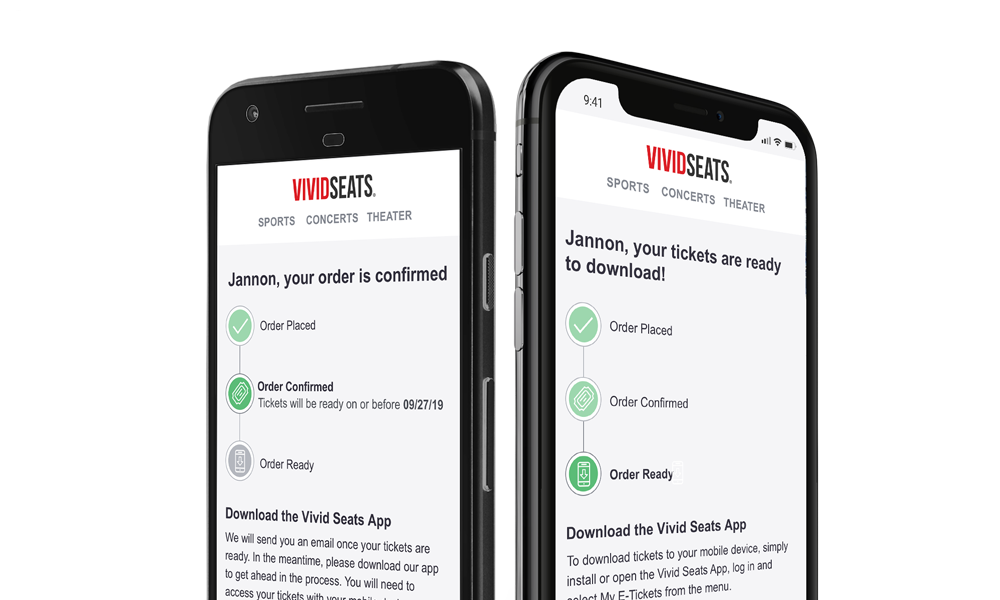 VIVIDSEATS®
SPORTS CONCERTS THEATER
Jannon, your order is confirmed
Order Placed
Order Confirmed
Tickets will be ready on or before 09/27/19
Order Ready
Download the Vivid Seats App
We will send you an email once your tickets are
ready. In the meantime, please download our app
to get ahead in the process. You will need to
access your tickets with your mobile
9:41
VIVIDSEATS®
SPORTS CONCERTS THEATER
Jannon, your tickets are ready
to download!
Order Placed
Order Confirmed
Order Ready
Download the Vivid Seats App
To download tickets to your mobile device, simply
install or open the Vivid Seats App, log in and
select My E-Tickets from the menu.